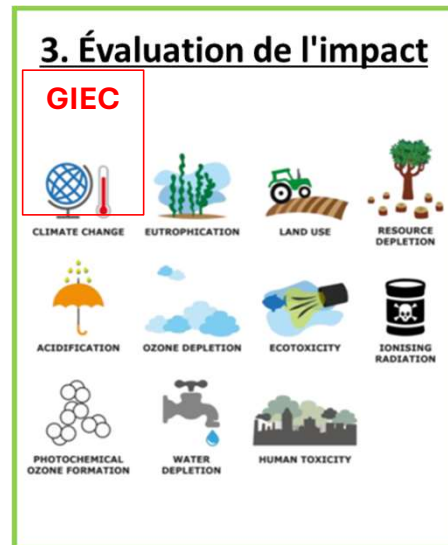 3. Évaluation de l'impact
GIEC
CLIMATE CHANGE
EUTROPHICATION
LAND USE
RESOURCE
DEPLETION
ACIDIFICATION
OZONE DEPLETION
ECOTOXICITY
IONISING
RADIATION
PHOTOCHEMICAL
OZONE FORMATION
WATER
DEPLETION
HUMAN TOXICITY